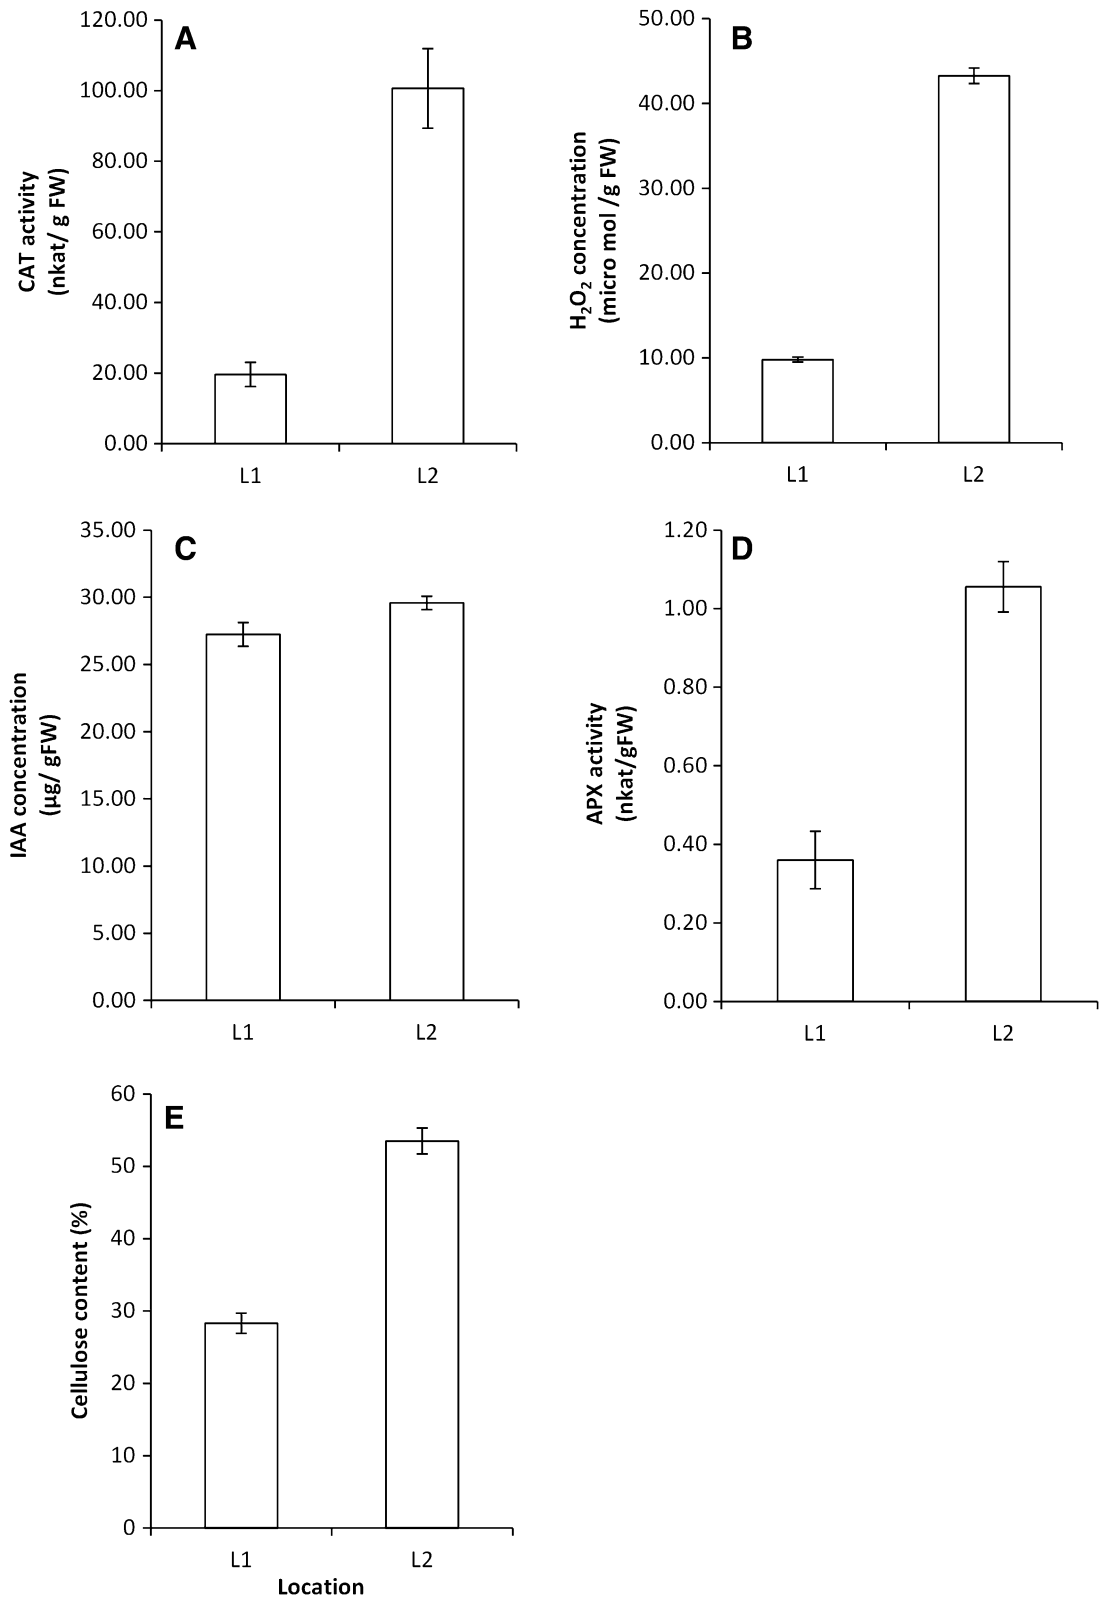 A
CAT activity
(nkat/ g FW)
120.00
100.00
80.00
60.00
40.00
20.00
0.00
L1 L2
B
H₂O₂ concentration
(micro mol /g FW)
50.00
40.00
30.00
20.00
10.00
0.00
L1 L2
C
IAA concentration
(µg/ gFW)
35.00
30.00
25.00
20.00
15.00
10.00
5.00
0.00
L1 L2
D
APX activity
(nkat/gFW)
1.20
1.00
0.80
0.60
0.40
0.20
0.00
L1 L2
E
Cellulose content (%)
60
50
40
30
20
10
0
L1 L2
Location